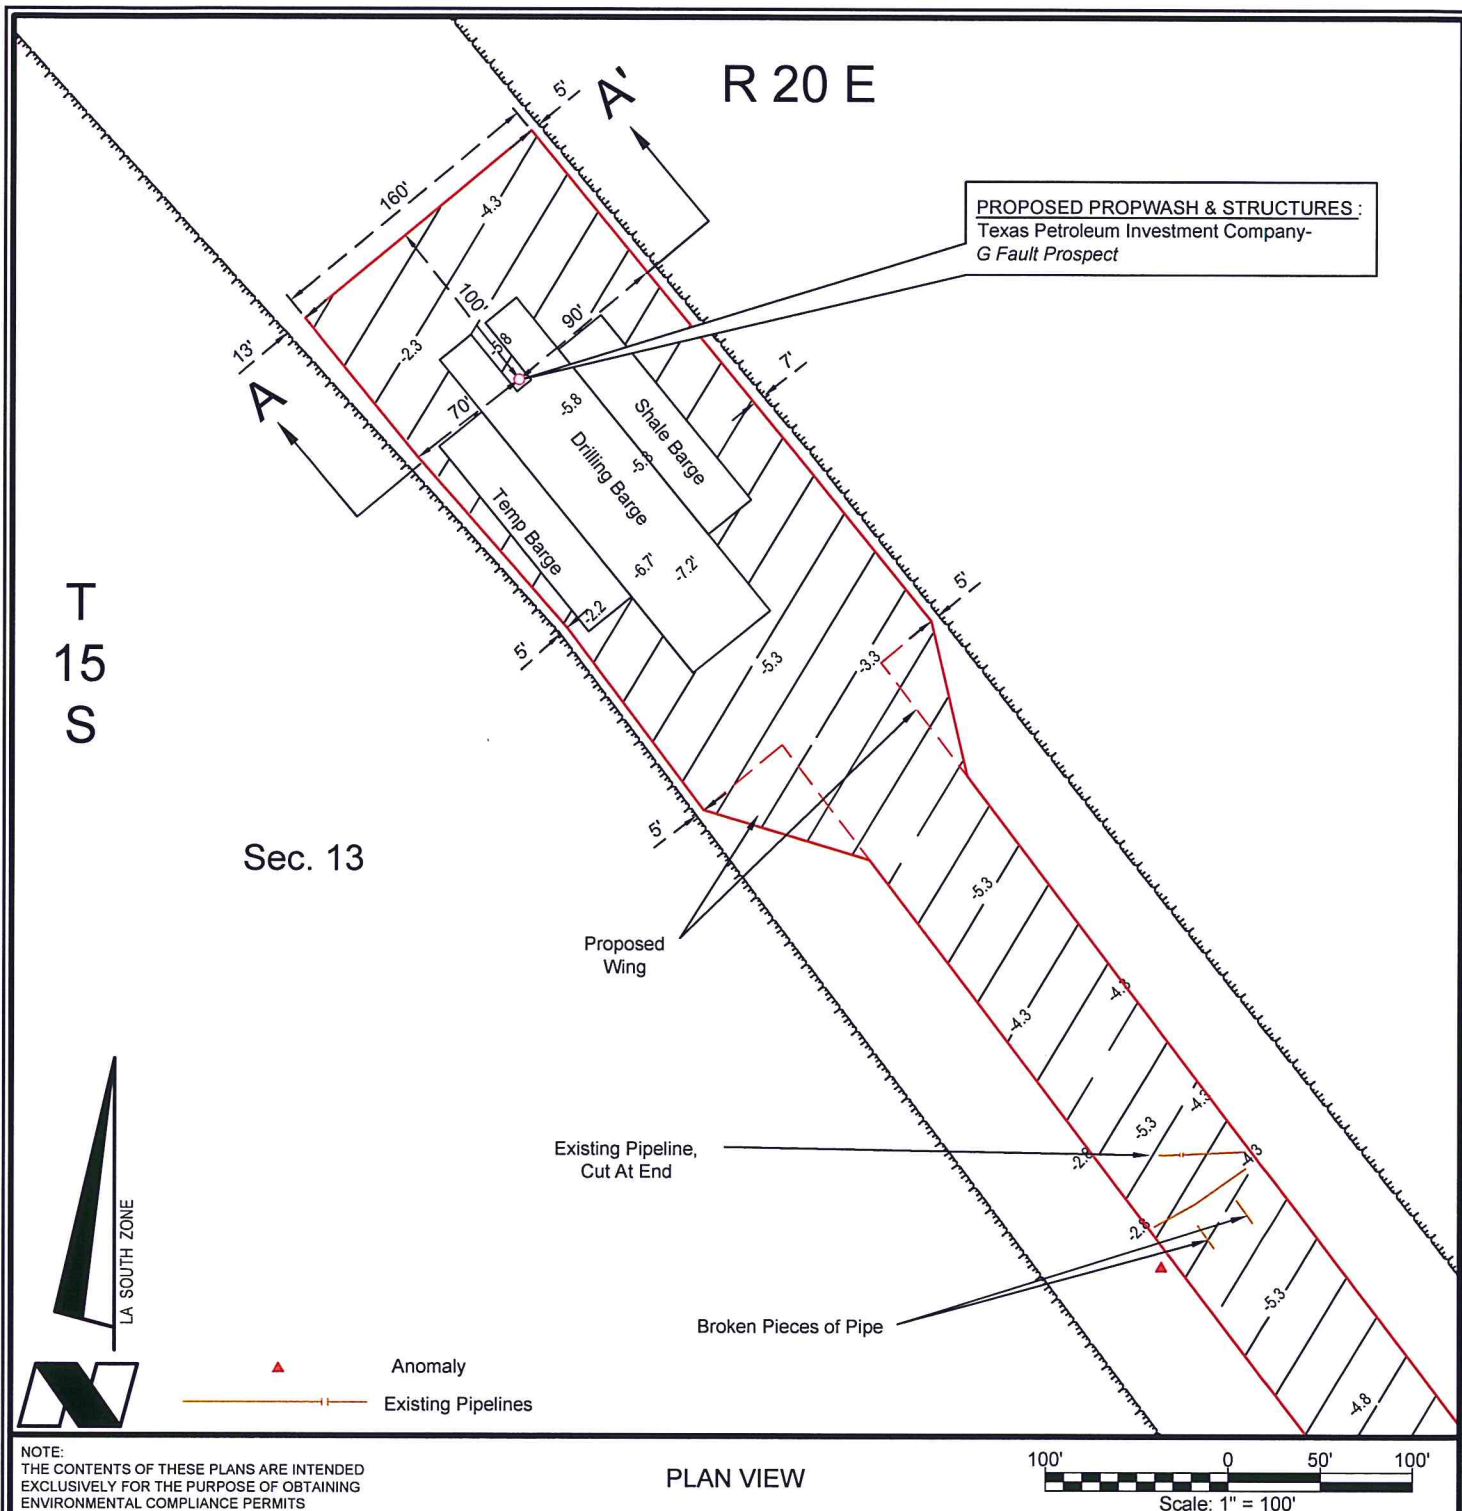 R 20 E
5'
A'
160'
-4.3
PROPOSED PROPWASH & STRUCTURES :
Texas Petroleum Investment Company-
G Fault Prospect
100'
90'
13'
-2.3
-5.8
7'
A
70'
-5.8
Shale Barge
Drilling Barge
-5.8
Temp Barge
-6.7'
-7.2'
-2.2
5'
5'
T
15
S
-5.3
-3.3
5'
Sec. 13
-5.3
Proposed
Wing
-4.3
-4.3
-4.3
-5.3
Existing Pipeline,
Cut At End
-2.8
-4.3
-2.8
-5.3
Broken Pieces of Pipe
-4.8
LA SOUTH ZONE
Anomaly
Existing Pipelines
NOTE:
THE CONTENTS OF THESE PLANS ARE INTENDED
EXCLUSIVELY FOR THE PURPOSE OF OBTAINING
ENVIRONMENTAL COMPLIANCE PERMITS
PLAN VIEW
100' 0 50' 100'
Scale: 1" = 100'